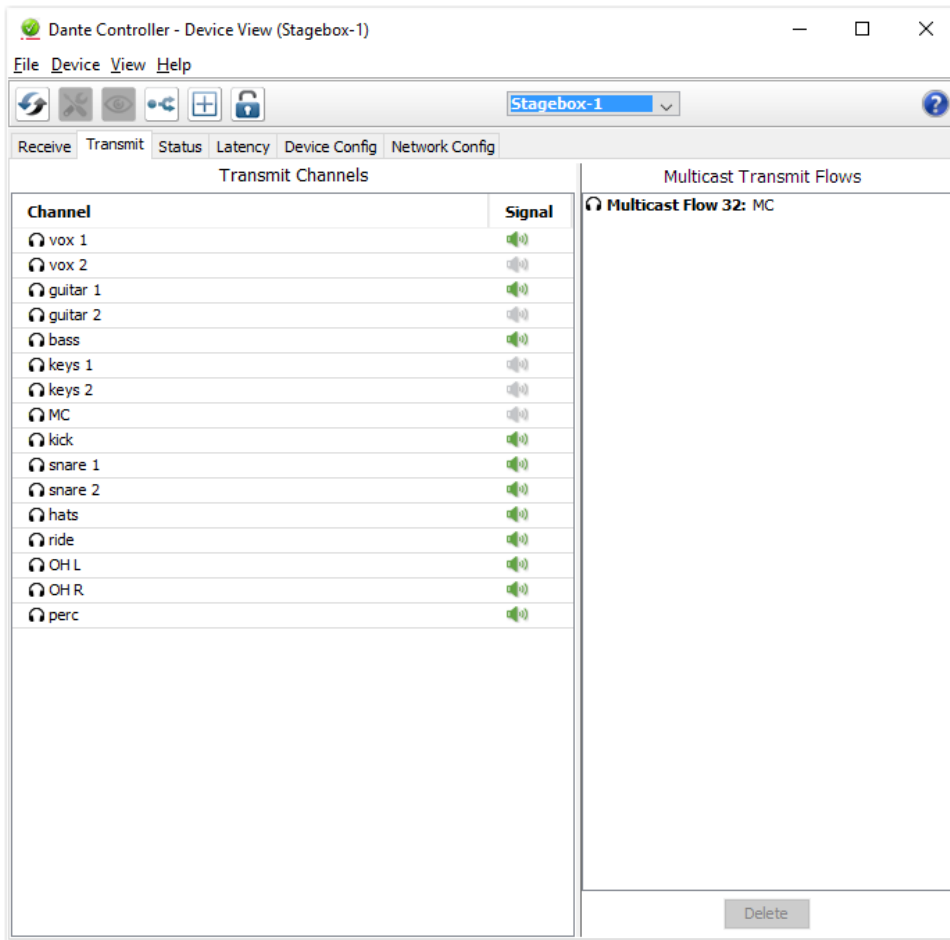 Dante Controller - Device View (Stagebox-1)
File Device View Help
Stagebox-1
?
Receive Transmit Status Latency Device Config Network Config
Transmit Channels
Channel Signal
vox 1
vox 2
guitar 1
guitar 2
bass
keys 1
keys 2
MC
kick
snare 1
snare 2
hats
ride
OH L
OH R
perc
Multicast Transmit Flows
Multicast Flow 32: MC
Delete